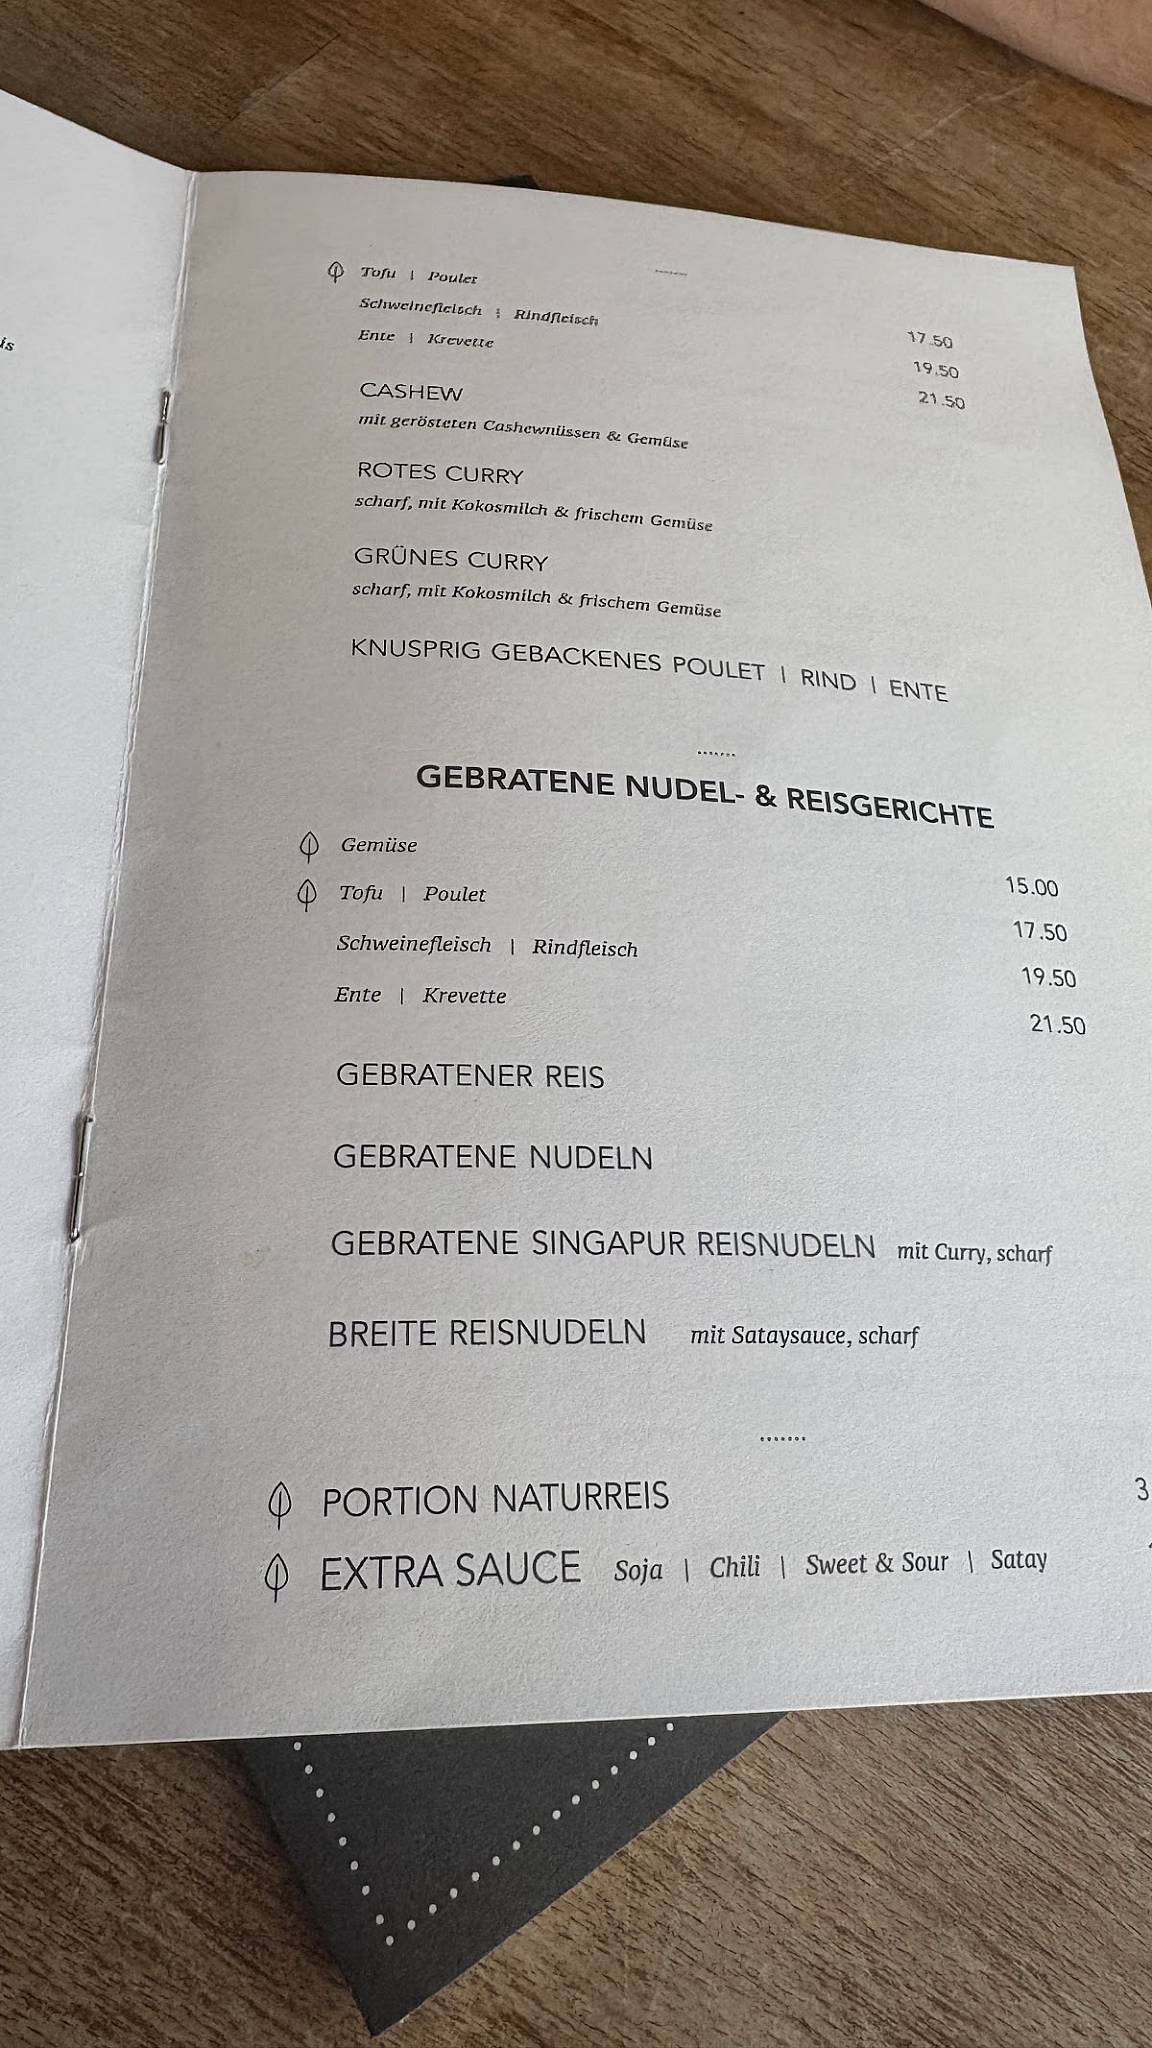 is
Tofu | Poulet
Schweinefleisch | Rindfleisch 17.50
Ente | Krevette 19.50
21.50
CASHEW
mit gerösteten Cashewnüssen & Gemüse
ROTES CURRY
scharf, mit Kokosmilch & frischem Gemüse
GRÜNES CURRY
scharf, mit Kokosmilch & frischem Gemüse
KNUSPRIG GEBACKENES POULET | RIND | ENTE
GEBRATENE NUDEL- & REISGERICHTE
Gemüse 15.00
Tofu | Poulet 17.50
Schweinefleisch | Rindfleisch 19.50
Ente | Krevette 21.50
GEBRATENER REIS
GEBRATENE NUDELN
GEBRATENE SINGAPUR REISNUDELN mit Curry, scharf
BREITE REISNUDELN mit Sataysauce, scharf
PORTION NATURREIS 3
EXTRA SAUCE Soja | Chili | Sweet & Sour | Satay